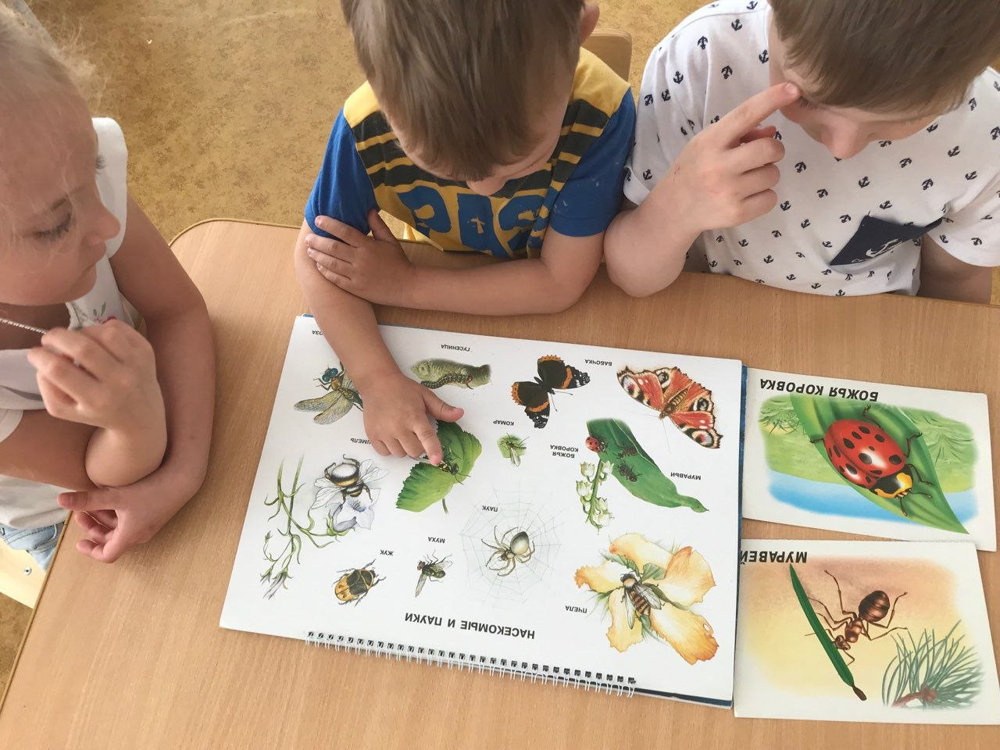 НАСЕКОМЫЕ И ПАУКИ
ПЧЕЛА
МУХА
ЖУК
ПАУК
МУРАВЬИ
БОЖЬЯ
КОРОВКА
КОМАР
ШМЕЛЬ
БАБОЧКА
ГУСЕНИЦА
БОЖЬЯ КОРОВКА
МУРАВЕЙ